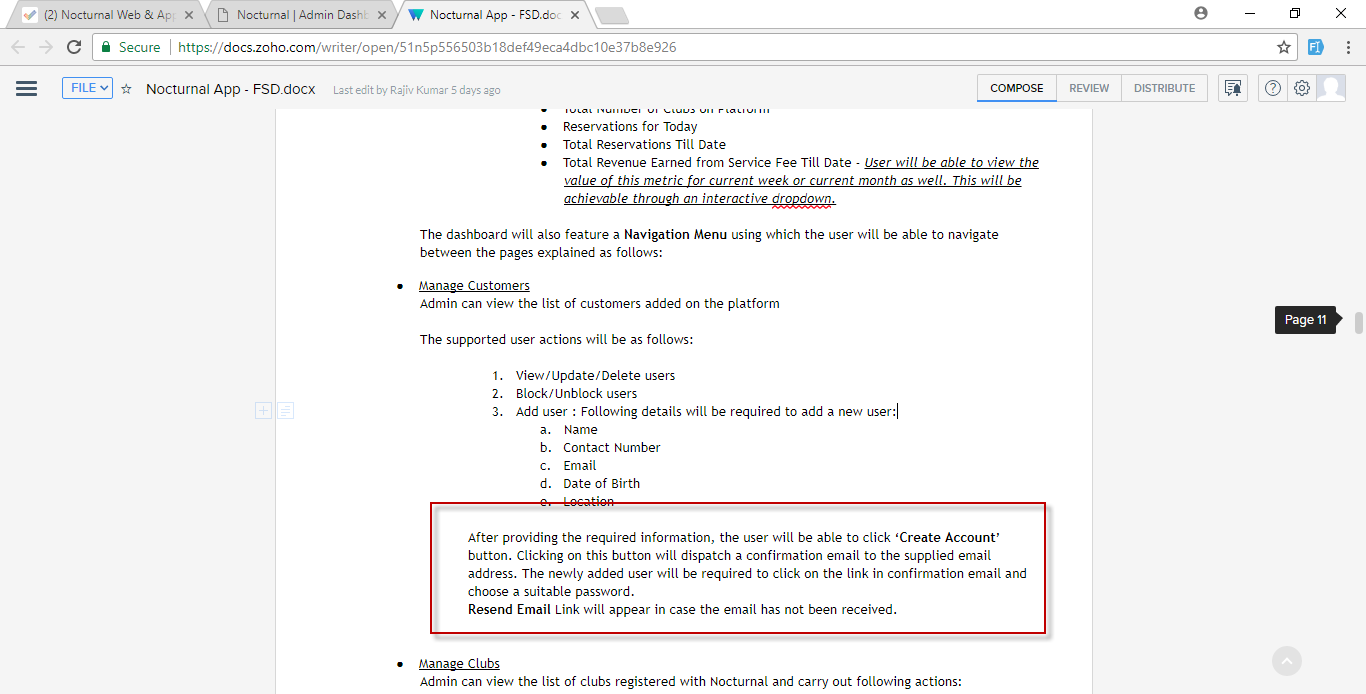 (2) Nocturnal Web & App
Nocturnal | Admin Dashb
Nocturnal App - FSD.doc
Secure
https://docs.zoho.com/writer/open/51n5p556503b18def49eca4dbc10e37b8e926
FILE
Nocturnal App - FSD.docx
Last edit by Rajiv Kumar 5 days ago
COMPOSE
REVIEW
DISTRIBUTE
• Total Number of Clubs on Platform
• Reservations for Today
• Total Reservations Till Date
• Total Revenue Earned from Service Fee Till Date - User will be able to view the
value of this metric for current week or current month as well. This will be
achievable through an interactive dropdown.
The dashboard will also feature a Navigation Menu using which the user will be able to navigate
between the pages explained as follows:
• Manage Customers
Admin can view the list of customers added on the platform
Page 11
The supported user actions will be as follows:
1. View/Update/Delete users
2. Block/Unblock users
3. Add user : Following details will be required to add a new user:
a. Name
b. Contact Number
c. Email
d. Date of Birth
e. Location
After providing the required information, the user will be able to click ‘Create Account’
button. Clicking on this button will dispatch a confirmation email to the supplied email
address. The newly added user will be required to click on the link in confirmation email and
choose a suitable password.
Resend Email Link will appear in case the email has not been received.
• Manage Clubs
Admin can view the list of clubs registered with Nocturnal and carry out following actions: